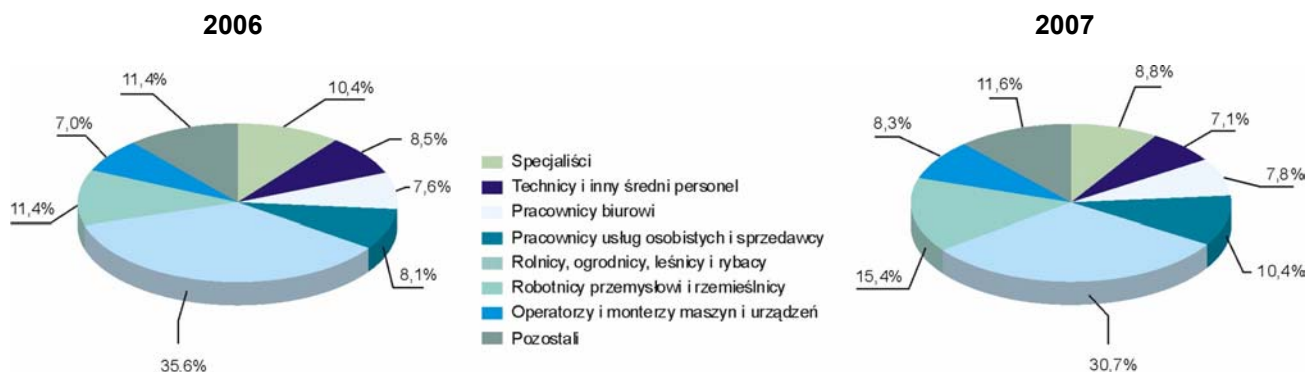 2006
11,4%
10,4%
7,0%
8,5%
7,6%
11,4%
8,1%
35,6%
Specjaliści
Technicy i inny średni personel
Pracownicy biurowi
Pracownicy usług osobistych i sprzedawcy
Rolnicy, ogrodnicy, leśnicy i rybacy
Robotnicy przemysłowi i rzemieślnicy
Operatorzy i monterzy maszyn i urządzeń
Pozostali
2007
11,6%
8,8%
8,3%
7,1%
7,8%
15,4%
10,4%
30,7%